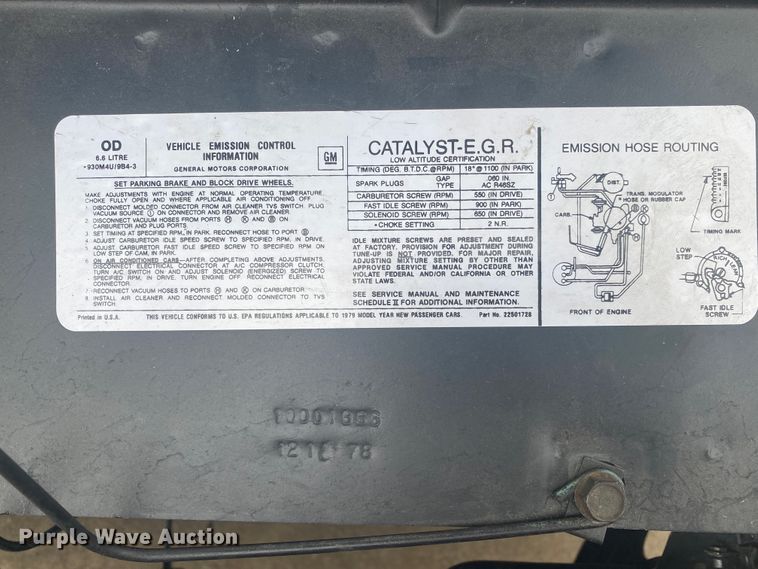 OD
6.6 LITRE
-930M4U/9B4-3
VEHICLE EMISSION CONTROL
INFORMATION
GENERAL MOTORS CORPORATION
GM
SET PARKING BRAKE AND BLOCK DRIVE WHEELS.
MAKE ADJUSTMENTS WITH ENGINE AT NORMAL OPERATING TEMPERATURE,
CHOKE FULLY OPEN AND WHERE APPLICABLE AIR CONDITIONING OFF
1. DISCONNECT MOLDED CONNECTOR FROM AIR CLEANER TVS SWITCH. PLUG
VACUUM SOURCE I ON CONNECTOR AND REMOVE AIR CLEANER.
2. DISCONNECT VACUUM HOSES FROM PORTS H K AND B ON
CARBURETOR AND PLUG PORTS
3. SET TIMING AT SPECIFIED RPM, IN PARK. RECONNECT HOSE TO PORT B
4. ADJUST CARBURETOR IDLE SPEED SCREW TO SPECIFIED RPM, IN DRIVE.
5. ADJUST CARBURETOR FAST IDLE SPEED SCREW TO SPECIFIED RPM ON
LOW STEP OF CAM, IN PARK.
6. ON AIR CONDITIONED CARS—AFTER COMPLETING ABOVE ADJUSTMENTS,
DISCONNECT ELECTRICAL CONNECTOR AT A/C COMPRESSOR CLUTCH,
TURN A/C SWITCH ON AND ADJUST SOLENOID (ENERGIZED) SCREW TO
SPECIFIED RPM, IN DRIVE. TURN ENGINE OFF. RECONNECT ELECTRICAL
CONNECTOR.
7. RECONNECT VACUUM HOSES TO PORTS H AND K ON CARBURETOR
8. INSTALL AIR CLEANER AND RECONNECT MOLDED CONNECTOR TO TVS
SWITCH.
CATALYST-E.G.R.
LOW ALTITUDE CERTIFICATION
TIMING (DEG. B.T.D.C.@RPM) 18°@1100 (IN PARK)
SPARK PLUGS GAP .060 IN.
TYPE AC R46SZ
CARBURETOR SCREW (RPM) 550 (IN DRIVE)
FAST IDLE SCREW (RPM) 900 (IN PARK)
SOLENOID SCREW (RPM) 650 (IN DRIVE)
•CHOKE SETTING 2 N.R.
IDLE MIXTURE SCREWS ARE PRESET AND SEALED
AT FACTORY. PROVISION FOR ADJUSTMENT DURING
TUNE-UP IS NOT PROVIDED. FOR MAJOR REPAIR,
ADJUSTING MIXTURE SETTING BY OTHER THAN
APPROVED SERVICE MANUAL PROCEDURE MAY
VIOLATE FEDERAL AND/OR CALIFORNIA OR OTHER
STATE LAWS.
SEE SERVICE MANUAL AND MAINTENANCE
SCHEDULE II FOR ADDITIONAL INFORMATION.
EMISSION HOSE ROUTING
DIST.
TRANS. MODULATOR
HOSE OR RUBBER CAP
CARB.
TIMING MARK
LOW
STEP
RICH LEAN
FAST IDLE
SCREW
FRONT OF ENGINE
Printed in U.S.A. THIS VEHICLE CONFORMS TO U.S. EPA REGULATIONS APPLICABLE TO 1979 MODEL YEAR NEW PASSENGER CARS. Part No. 22501728
78
Purple Wave Auction